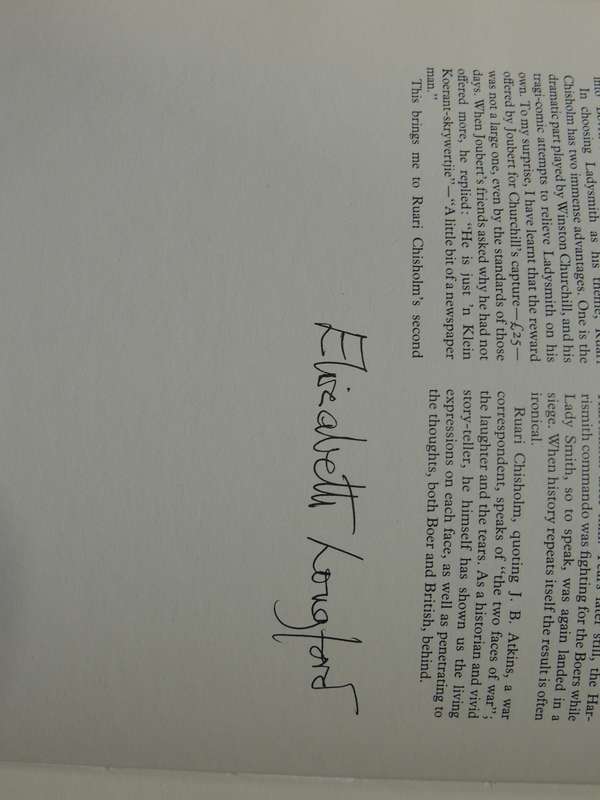 In choosing Ladysmith as his theme, Ruari
Chisholm has two immense advantages. One is the
dramatic part played by Winston Churchill, and his
tragi-comic attempts to relieve Ladysmith on his
own. To my surprise, I have learnt that the reward
offered by Joubert for Churchill's capture—£25—
was not a large one, even by the standards of those
days. When Joubert's friends asked why he had not
offered more, he replied: "He is just 'n Klein
Koerant-skrywertjie"—"A little bit of a newspaper
man."
This brings me to Ruari Chisholm's second
later still, the Har-
rismith commando was fighting for the Boers while
Lady Smith, so to speak, was again landed in a
siege. When history repeats itself the result is often
ironical.
Ruari Chisholm, quoting J. B. Atkins, a war
correspondent, speaks of "the two faces of war";
the laughter and the tears. As a historian and vivid
story-teller, he himself has shown us the living
expressions on each face, as well as penetrating to
the thoughts, both Boer and British, behind.
Elizabeth Longford